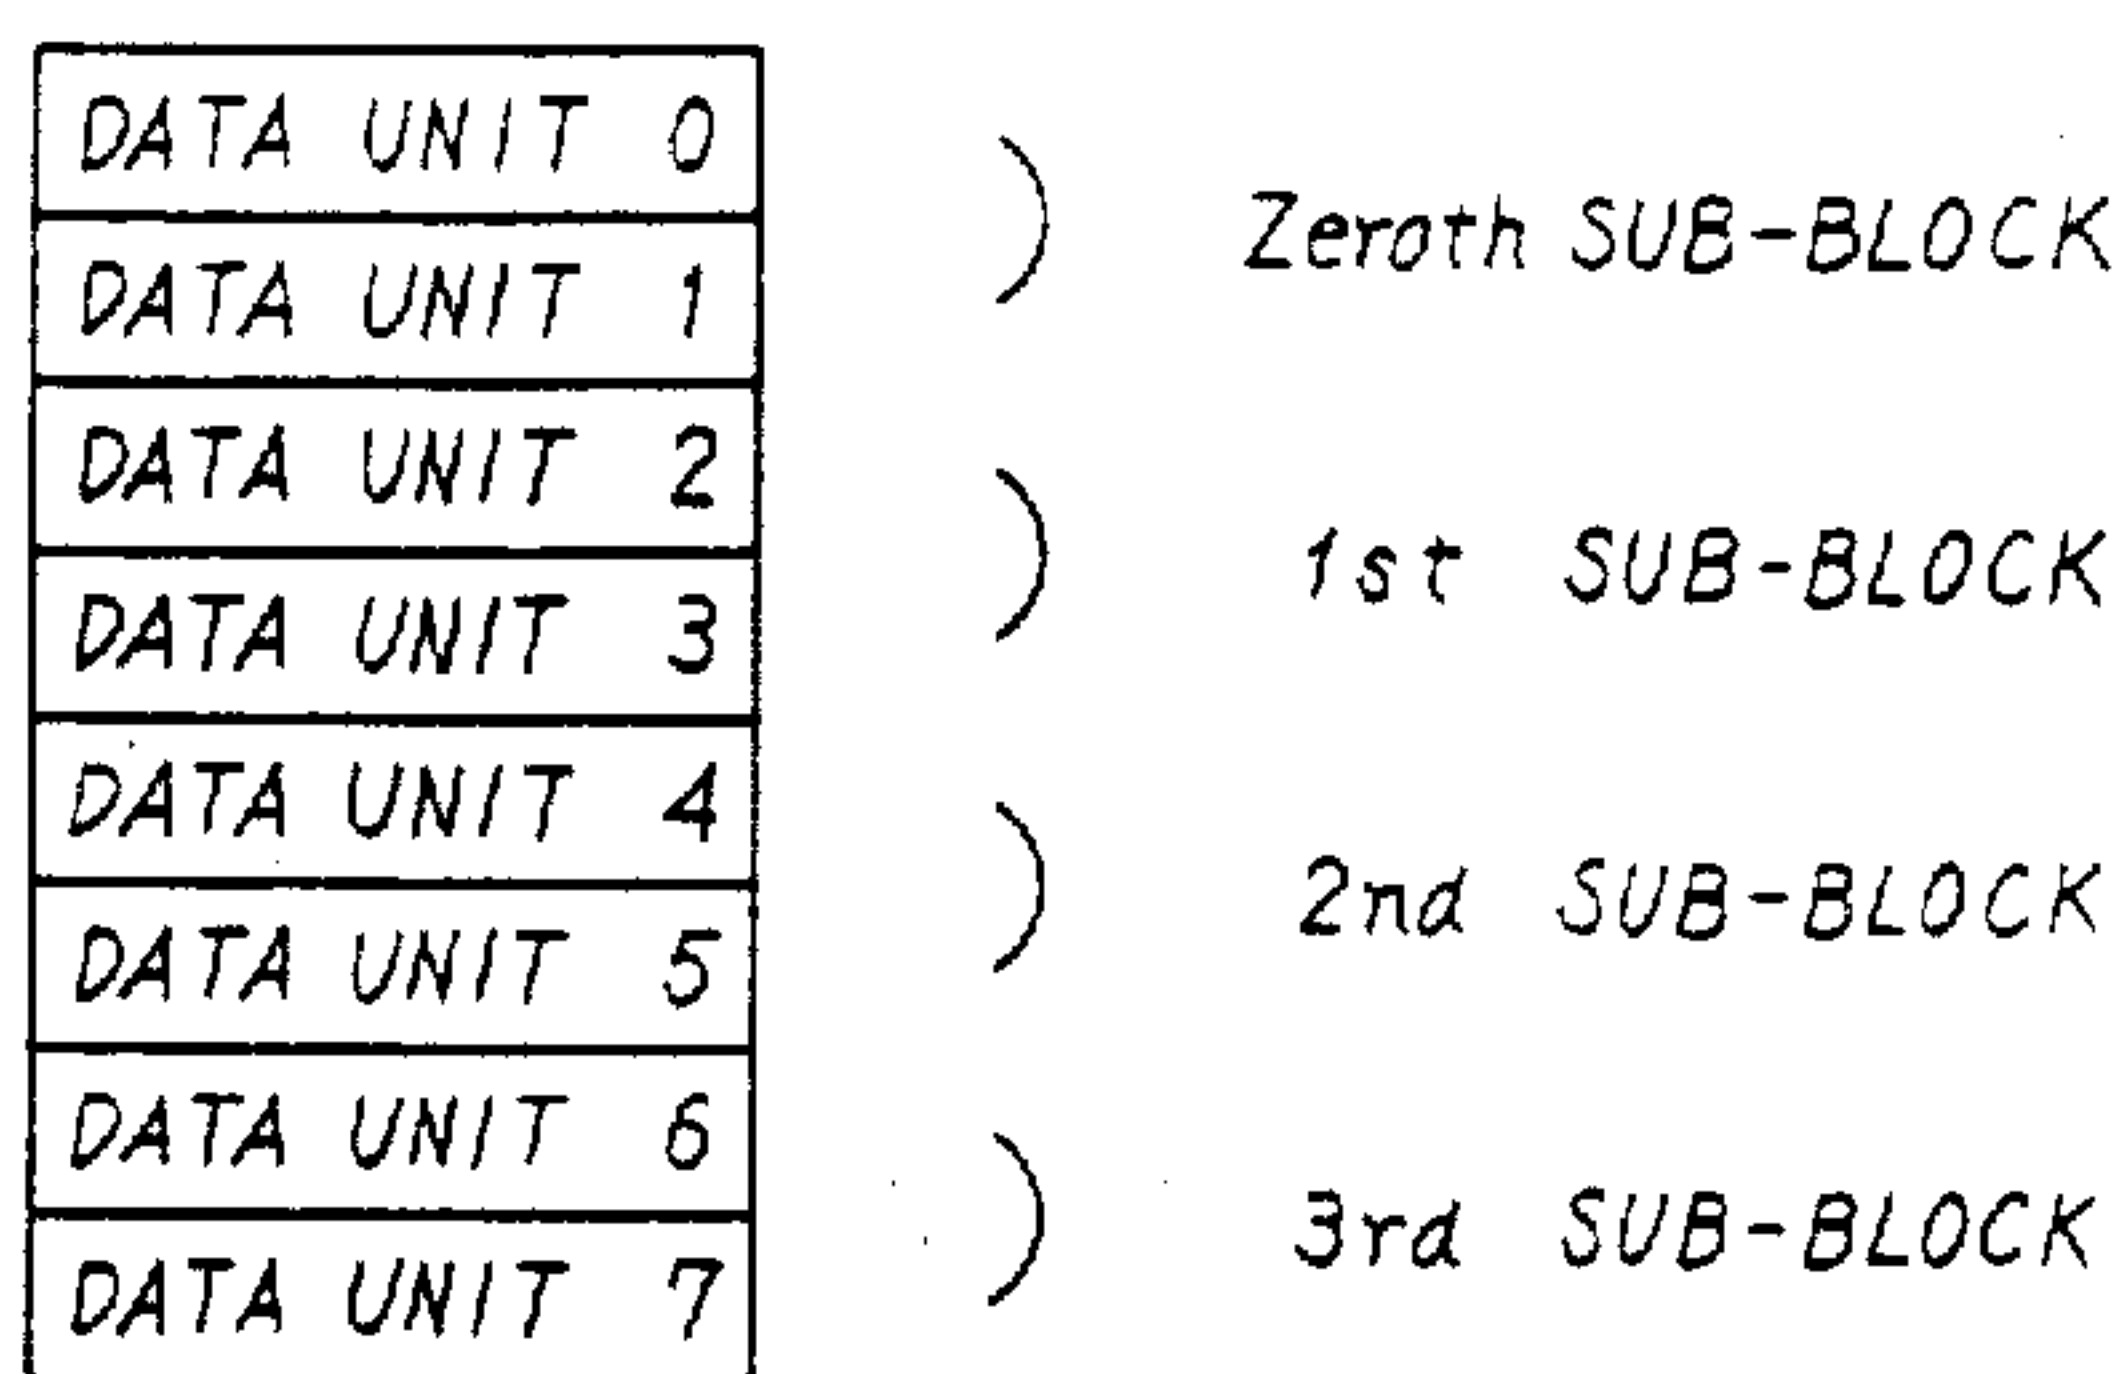 DATA UNIT 0
Zeroth SUB-BLOCK
DATA UNIT 1
DATA UNIT 2
1st SUB-BLOCK
DATA UNIT 3
DATA UNIT 4
2nd SUB-BLOCK
DATA UNIT 5
DATA UNIT 6
3rd SUB-BLOCK
DATA UNIT 7